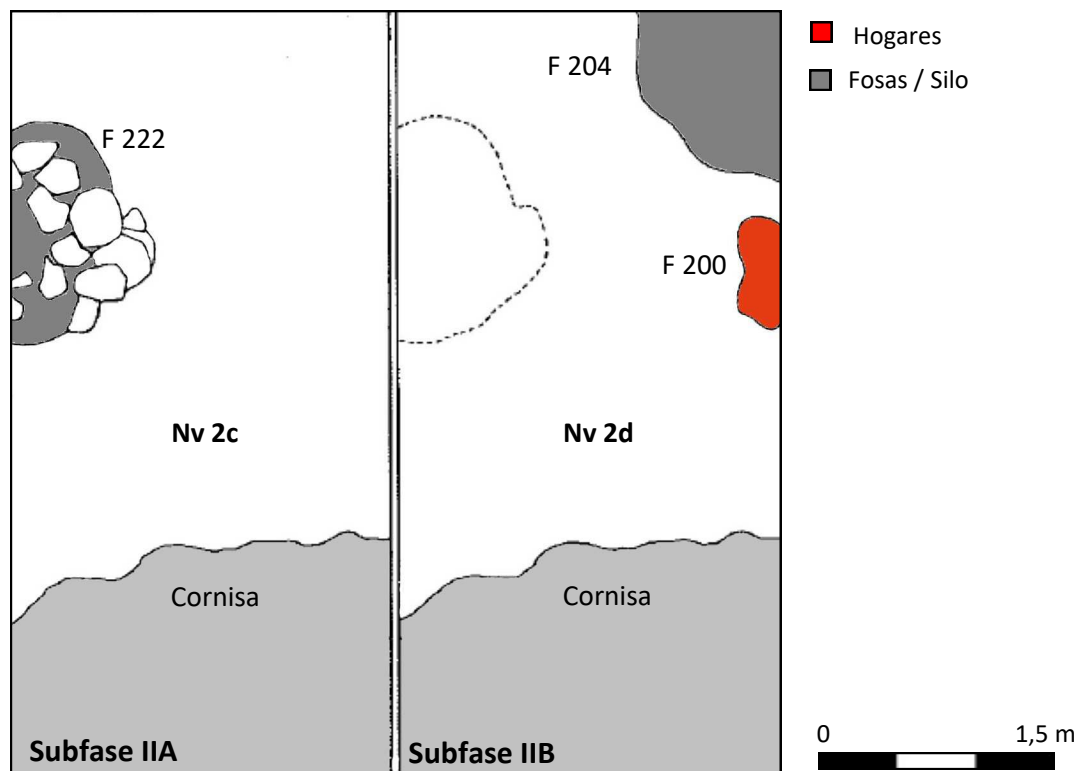 F 222
Nv 2c
Cornisa
Subfase IIA
F 204
F 200
Nv 2d
Cornisa
Subfase IIB
Hogares
Fosas / Silo
0 1,5 m